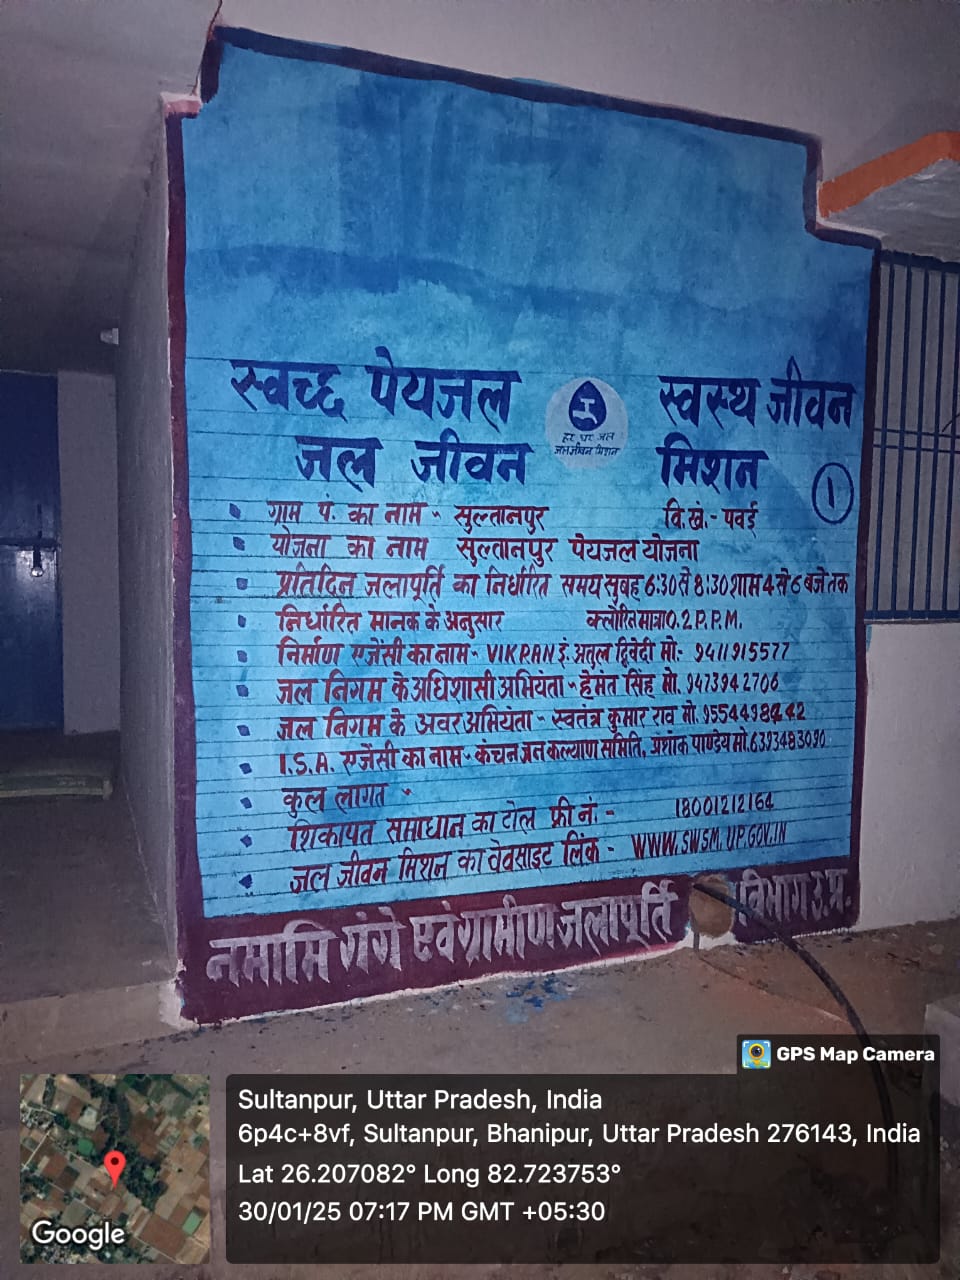 स्वच्छ पेयजल स्वस्थ जीवन
हर घर जल
जल जीवन मिशन
जल जीवन मिशन
1
ग्राम पं. का नाम - सुल्तानपुर वि.खं.- पवई
योजना का नाम सुल्तानपुर पेयजल योजना
प्रतिदिन जलापूर्ति का निर्धारित समय सुबह 6:30 से 8:30 शाम 4 से 6 बजे तक
निर्धारित मानक के अनुसार क्लोरिन मात्रा 0.2 P.P.M.
निर्माण एजेंसी का नाम - VIKRAN इं. अतुल द्विवेदी मो:- 9411915577
जल निगम के अधिशासी अभियंता - हेमंत सिंह मो. 9473942706
जल निगम के अवर अभियंता - स्वतंत्र कुमार राव मो. 9554498242
I.S.A. एजेंसी का नाम - कंचन जन कल्याण समिति, प्रशांक पाण्डेय मो. 6393483090
कुल लागत -
शिकायत समाधान का टोल फ्री नं. - 18001212164
जल जीवन मिशन का वेवसाइट लिंक - WWW.SWSM.UP.GOV.IN
नमामि गंगे एवं ग्रामीण जलापूर्ति विभाग उ.प्र.
GPS Map Camera
Sultanpur, Uttar Pradesh, India
6p4c+8vf, Sultanpur, Bhanipur, Uttar Pradesh 276143, India
Lat 26.207082° Long 82.723753°
30/01/25 07:17 PM GMT +05:30
Google